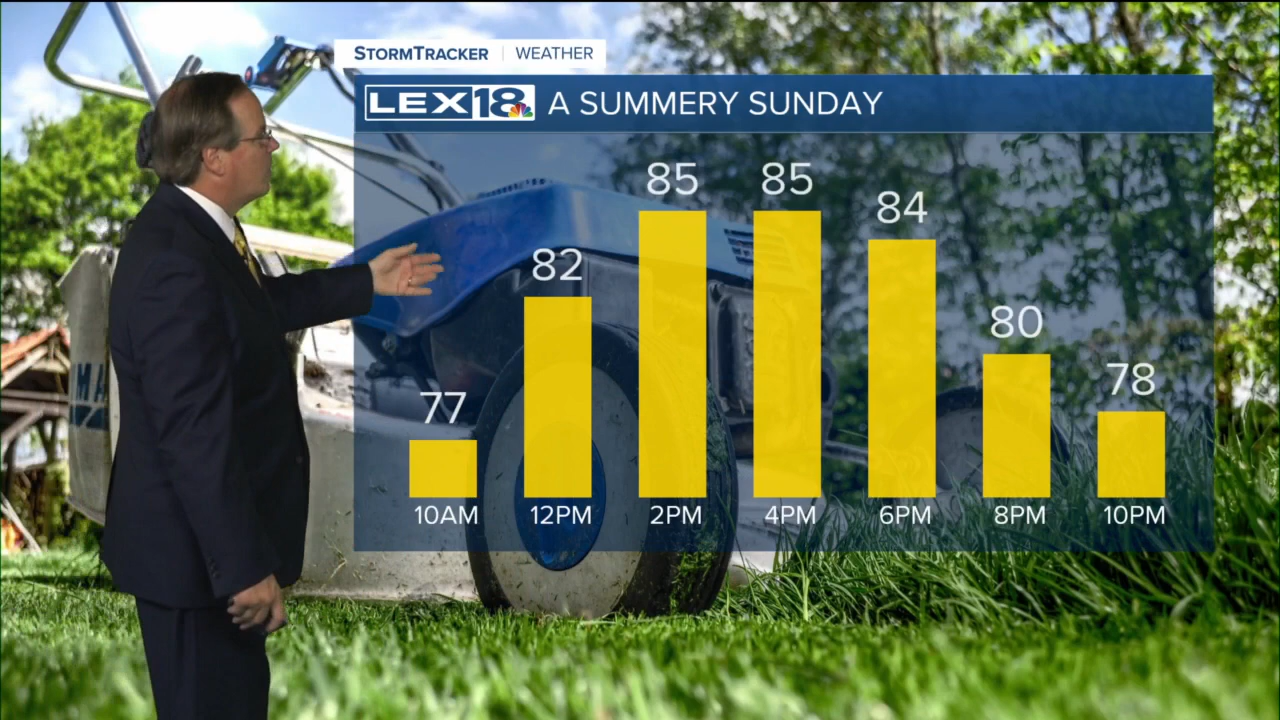 STORMTRACKER | WEATHER
LEX18 A SUMMERY SUNDAY
77 82 85 85 84 80 78
10AM 12PM 2PM 4PM 6PM 8PM 10PM